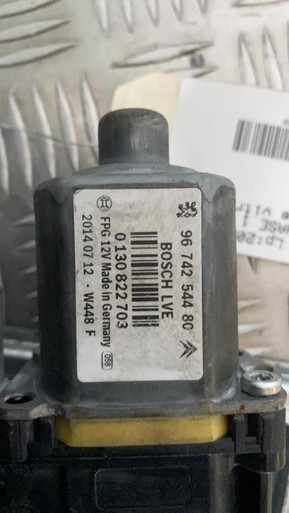 96 742 544 80
BOSCH LVE
0 130 822 703
FPG 12V Made in Germany 098
2014 07 12 - W448 F